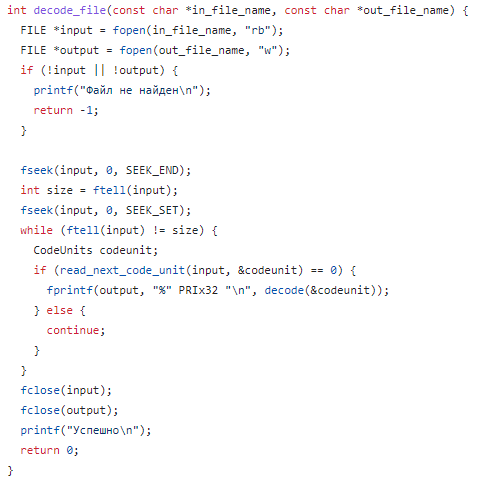 int decode_file(const char *in_file_name, const char *out_file_name) {
  FILE *input = fopen(in_file_name, "rb");
  FILE *output = fopen(out_file_name, "w");
  if (!input || !output) {
    printf("Файл не найден\n");
    return -1;
  }

  fseek(input, 0, SEEK_END);
  int size = ftell(input);
  fseek(input, 0, SEEK_SET);
  while (ftell(input) != size) {
    CodeUnits codeunit;
    if (read_next_code_unit(input, &codeunit) == 0) {
      fprintf(output, "%" PRIx32 "\n", decode(&codeunit));
    } else {
      continue;
    }
  }
  fclose(input);
  fclose(output);
  printf("Успешно\n");
  return 0;
}